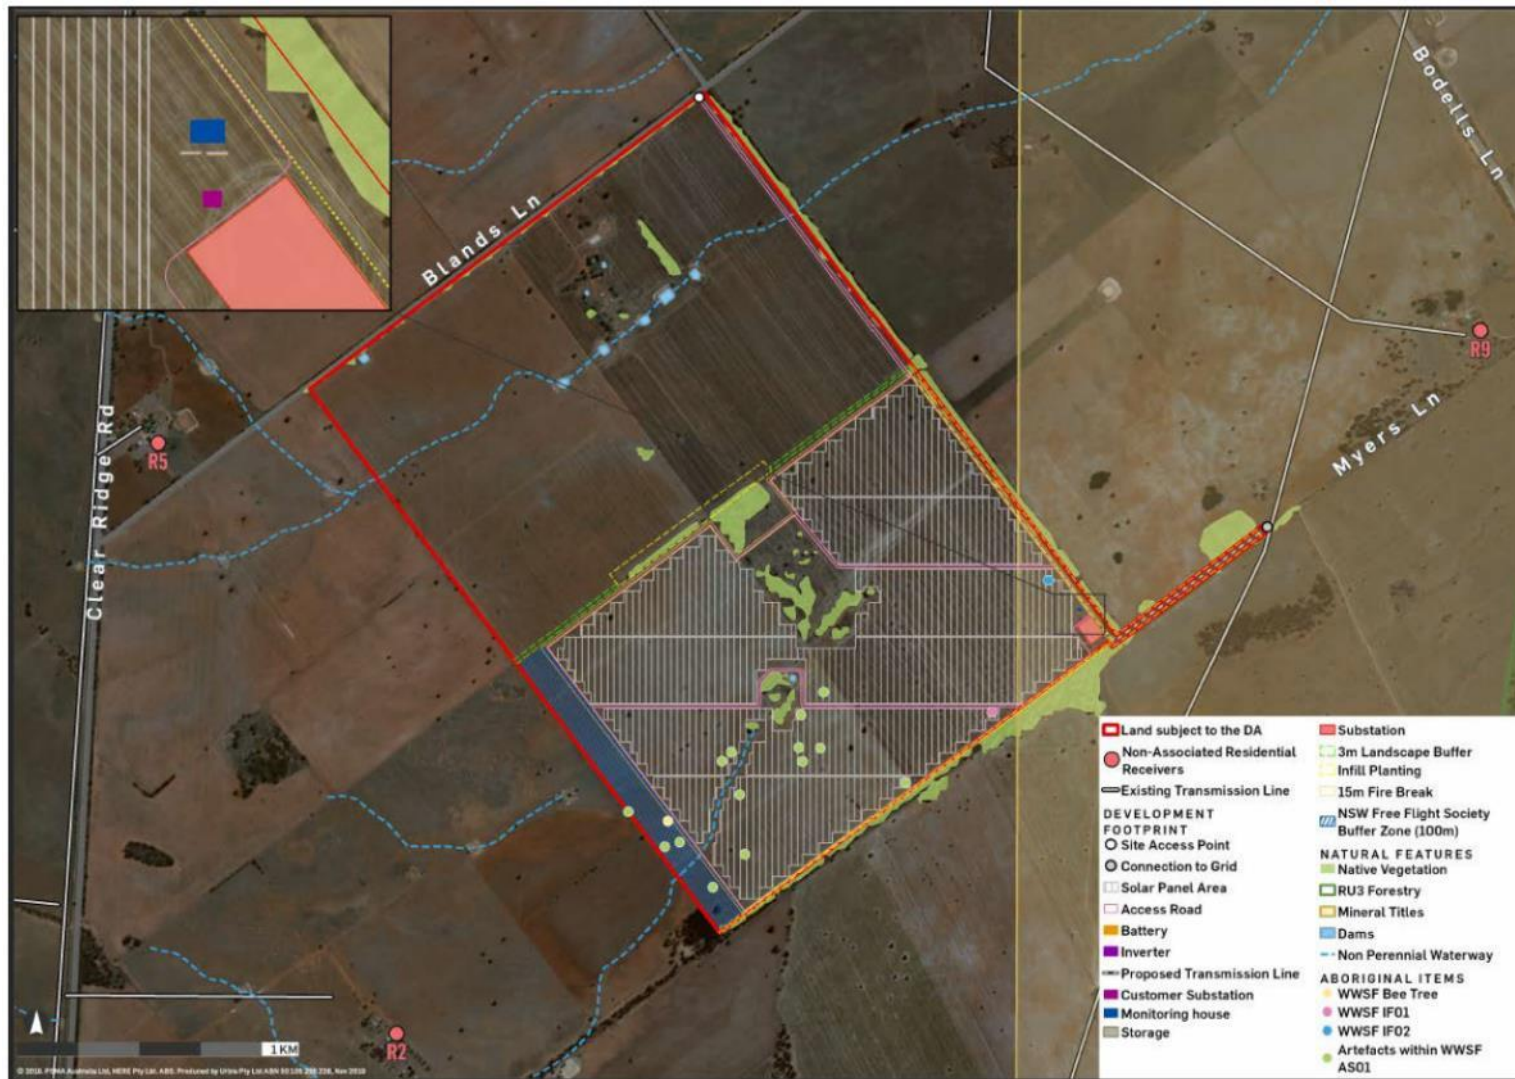 Bodells Ln
Blands Ln
R9
Myers Ln
R5
Clear Ridge Rd
R2
1 KM
Land subject to the DA
Non-Associated Residential
Receivers
Existing Transmission Line
DEVELOPMENT
FOOTPRINT
Site Access Point
Connection to Grid
Solar Panel Area
Access Road
Battery
Inverter
Proposed Transmission Line
Customer Substation
Monitoring house
Storage
Substation
3m Landscape Buffer
Infill Planting
15m Fire Break
NSW Free Flight Society
Buffer Zone (100m)
NATURAL FEATURES
Native Vegetation
RU3 Forestry
Mineral Titles
Dams
Non Perennial Waterway
ABORIGINAL ITEMS
WWSF Bee Tree
WWSF IF01
WWSF IF02
Artefacts within WWSF
AS01